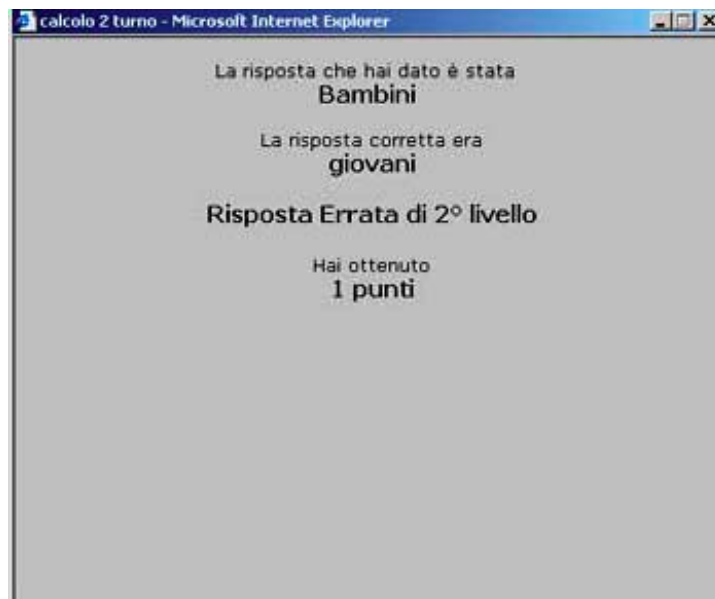 calcolo 2 turno - Microsoft Internet Explorer
La risposta che hai dato è stata
Bambini
La risposta corretta era
giovani
Risposta Errata di 2° livello
Hai ottenuto
1 punti